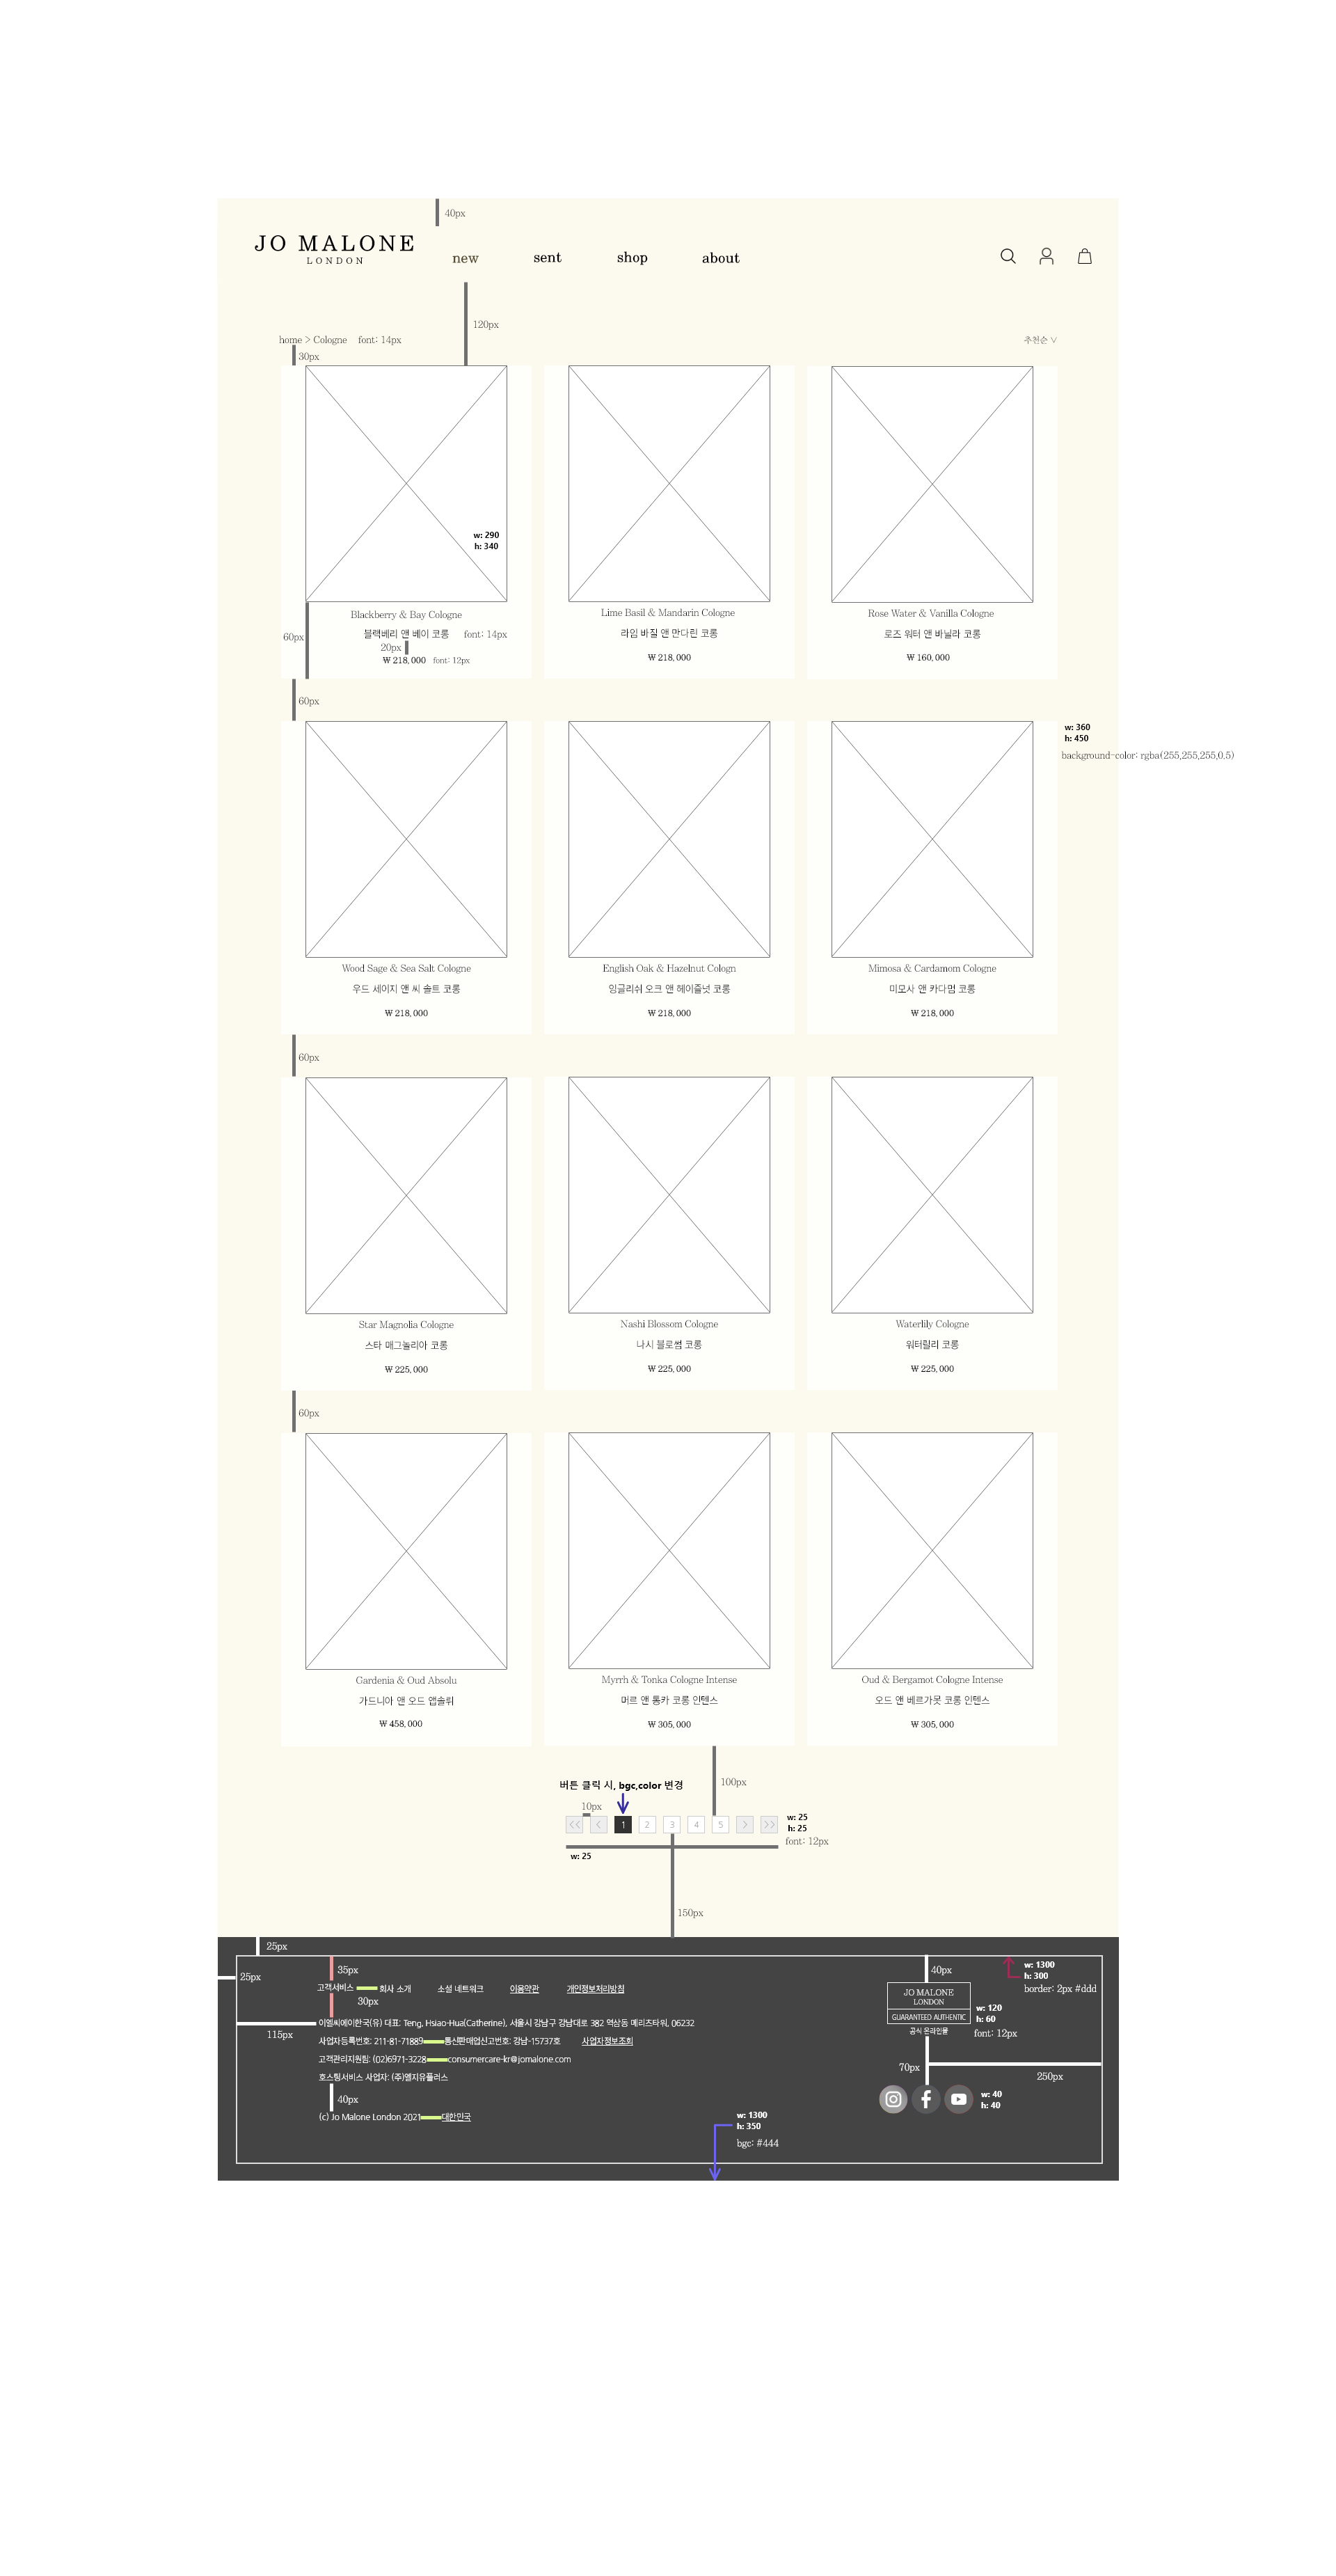 40px
JO MALONE
LONDON
new sent shop about
120px
home > Cologne font: 14px
추천순 ∨
30px
w: 290
h: 340
Blackberry & Bay Cologne
블랙베리 앤 베이 코롱 font: 14px
60px
20px
₩ 218,000 font: 12px
Lime Basil & Mandarin Cologne
라임 바질 앤 만다린 코롱
₩ 218,000
Rose Water & Vanilla Cologne
로즈 워터 앤 바닐라 코롱
₩ 160,000
60px
w: 360
h: 450
background-color: rgba(255,255,255,0.5)
Wood Sage & Sea Salt Cologne
우드 세이지 앤 씨 솔트 코롱
₩ 218,000
English Oak & Hazelnut Cologn
잉글리쉬 오크 앤 헤이즐넛 코롱
₩ 218,000
Mimosa & Cardamom Cologne
미모사 앤 카다멈 코롱
₩ 218,000
60px
Star Magnolia Cologne
스타 매그놀리아 코롱
₩ 225,000
Nashi Blossom Cologne
나시 블로썸 코롱
₩ 225,000
Waterlily Cologne
워터릴리 코롱
₩ 225,000
60px
Gardenia & Oud Absolu
가드니아 앤 오드 앱솔뤼
₩ 458,000
Myrrh & Tonka Cologne Intense
머르 앤 통카 코롱 인텐스
₩ 305,000
Oud & Bergamot Cologne Intense
오드 앤 베르가못 코롱 인텐스
₩ 305,000
100px
버튼 클릭 시, bgc,color 변경
10px
<< < 1 2 3 4 5 > >>
w: 25
h: 25
font: 12px
w: 25
150px
25px
25px
35px
고객서비스 회사 소개 소셜 네트워크 이용약관 개인정보처리방침
30px
115px
이엘씨에이한국(유) 대표: Teng, Hsiao-Hua(Catherine), 서울시 강남구 강남대로 382 역삼동 메리츠타워, 06232
사업자등록번호: 211-81-71889 통신판매업신고번호: 강남-15737호 사업자정보조회
고객관리지원팀: (02)6971-3228 consumercare-kr@jomalone.com
호스팅서비스 사업자: (주)엘지유플러스
40px
(c) Jo Malone London 2021 대한민국
40px
w: 1300
h: 300
border: 2px #ddd
JO MALONE
LONDON
GUARANTEED AUTHENTIC
공식 온라인몰
w: 120
h: 60
font: 12px
70px
250px
w: 40
h: 40
w: 1300
h: 350
bgc: #444